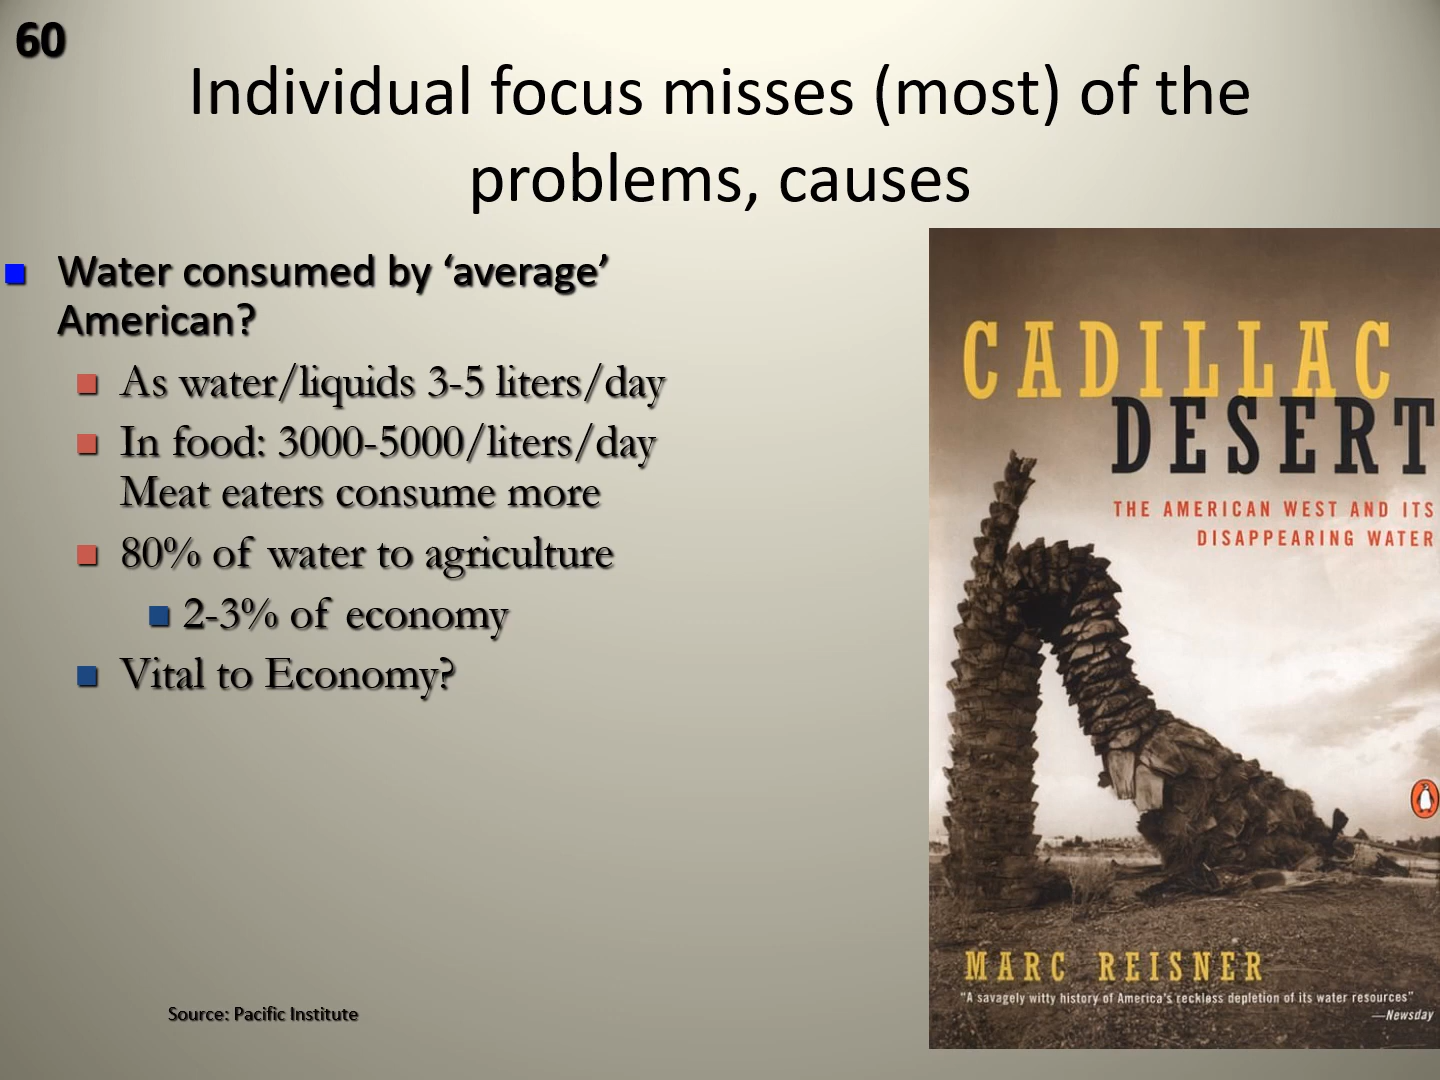 60
Individual focus misses (most) of the
problems, causes
Water consumed by ‘average’
American?
As water/liquids 3-5 liters/day
In food: 3000-5000/liters/day
Meat eaters consume more
80% of water to agriculture
2-3% of economy
Vital to Economy?
Source: Pacific Institute
CADILLAC
DESERT
THE AMERICAN WEST AND ITS
DISAPPEARING WATER
MARC REISNER
"A savagely witty history of America's reckless depletion of its water resources"
—Newsday